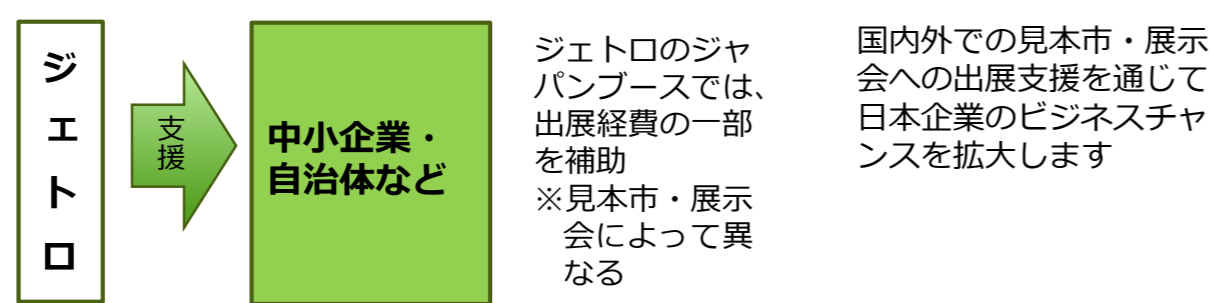 ジェトロ
支援
中小企業・
自治体など
ジェトロのジャ
パンブースでは、
出展経費の一部
を補助
※見本市・展示
会によって異
なる
国内外での見本市・展示
会への出展支援を通じて
日本企業のビジネスチャ
ンスを拡大します